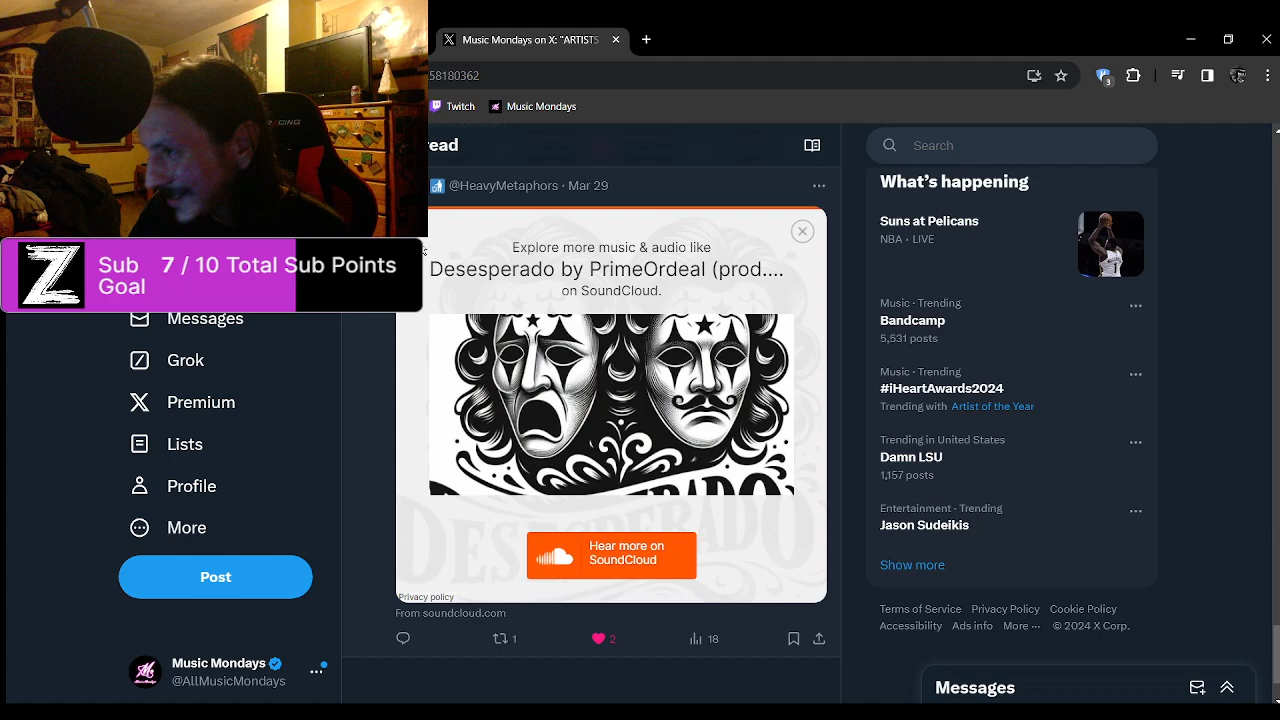 Music Mondays on X: "ARTISTS
58180362
3
Twitch
Music Mondays
RACING
Z
Sub Goal
7 / 10 Total Sub Points
Messages
Grok
Premium
Lists
Profile
More
Post
Music Mondays
@AllMusicMondays
ead
@HeavyMetaphors · Mar 29
Explore more music & audio like
Desesperado by PrimeOrdeal (prod....
on SoundCloud.
DESESPERADO
Hear more on
SoundCloud
Privacy policy
From soundcloud.com
1
2
18
Search
What's happening
Suns at Pelicans
NBA · LIVE
Music · Trending
Bandcamp
5,531 posts
Music · Trending
#iHeartAwards2024
Trending with Artist of the Year
Trending in United States
Damn LSU
1,157 posts
Entertainment · Trending
Jason Sudeikis
Show more
Terms of Service Privacy Policy Cookie Policy
Accessibility Ads info More ··· © 2024 X Corp.
Messages